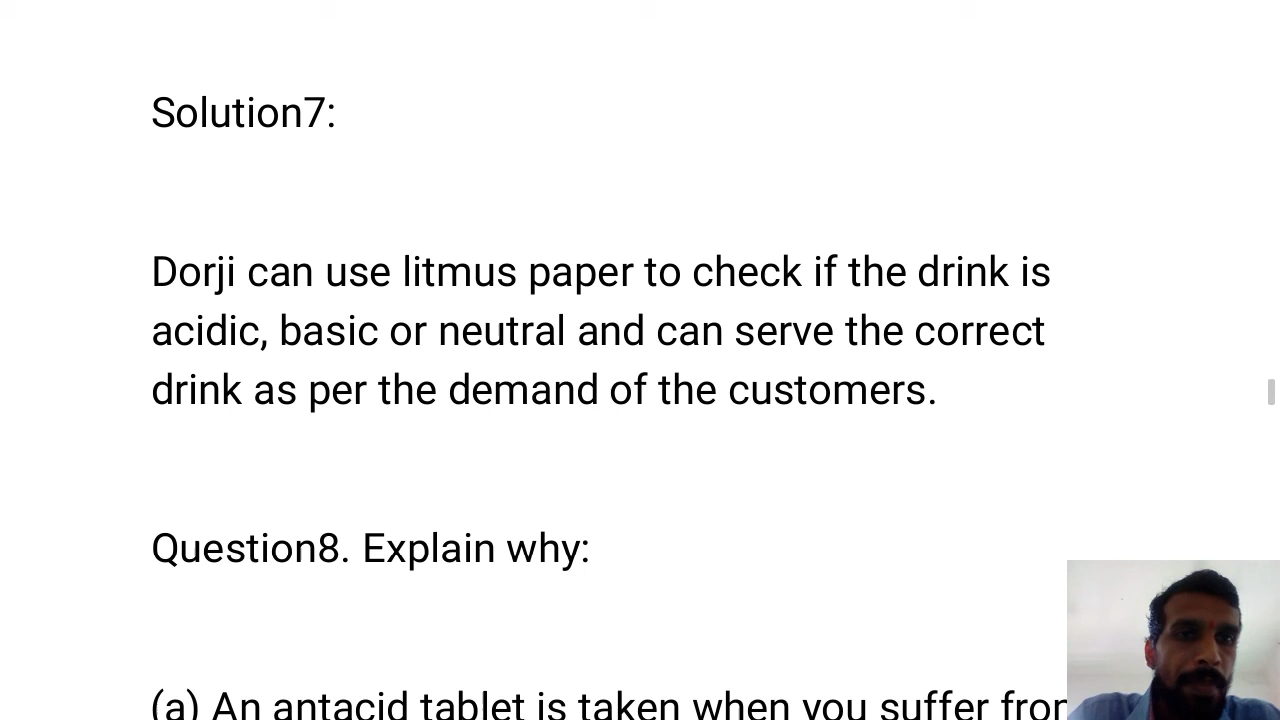 Solution7:
Dorji can use litmus paper to check if the drink is
acidic, basic or neutral and can serve the correct
drink as per the demand of the customers.
Question8. Explain why:
(a) An antacid tablet is taken when you suffer from